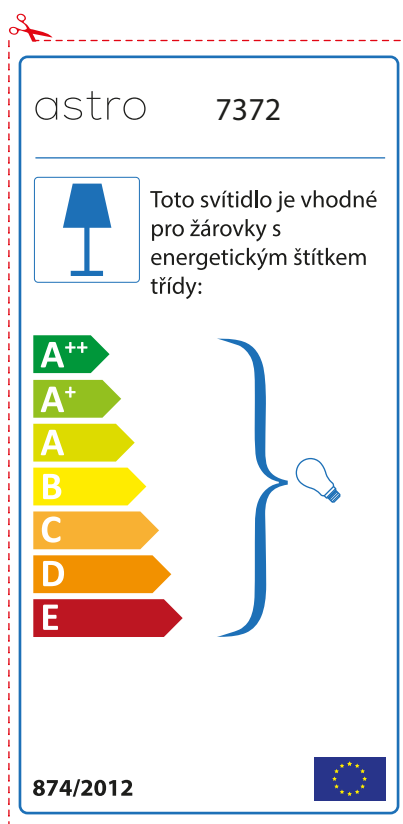 astro 7372
Toto svítidlo je vhodné
pro žárovky s
energetickým štítkem
třídy:
A++
A+
A
B
C
D
E
874/2012